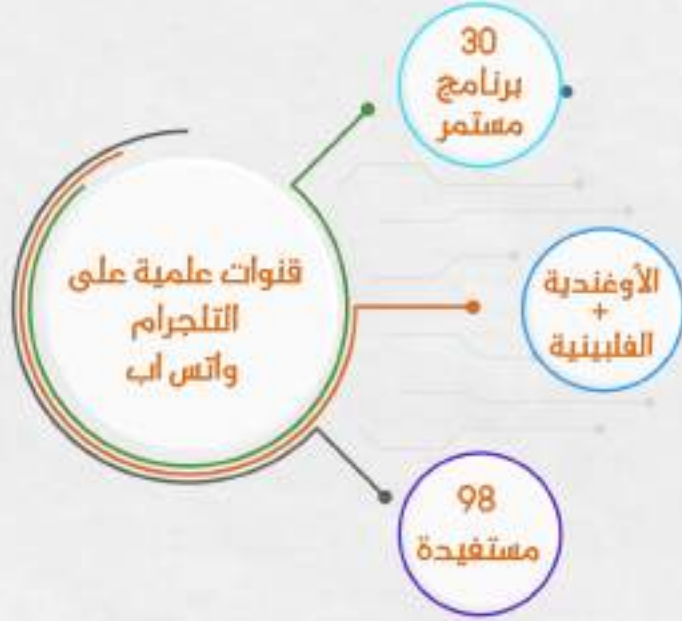 قنوات علمية على
التلجرام
واتس اب
30
برنامج
مستمر
الأوغندية
+
الفلبينية
98
مستفيدة